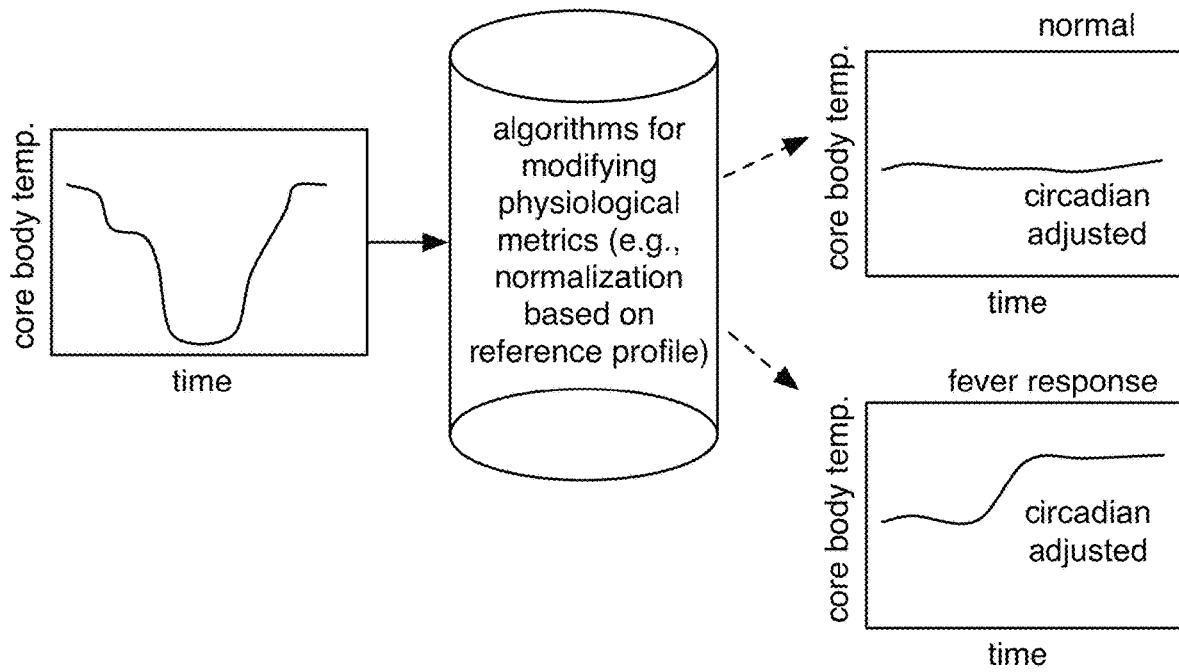 core body temp.
time
algorithms for
modifying
physiological
metrics (e.g.,
normalization
based on
reference profile)
normal
core body temp.
circadian
adjusted
time
fever response
core body temp.
circadian
adjusted
time